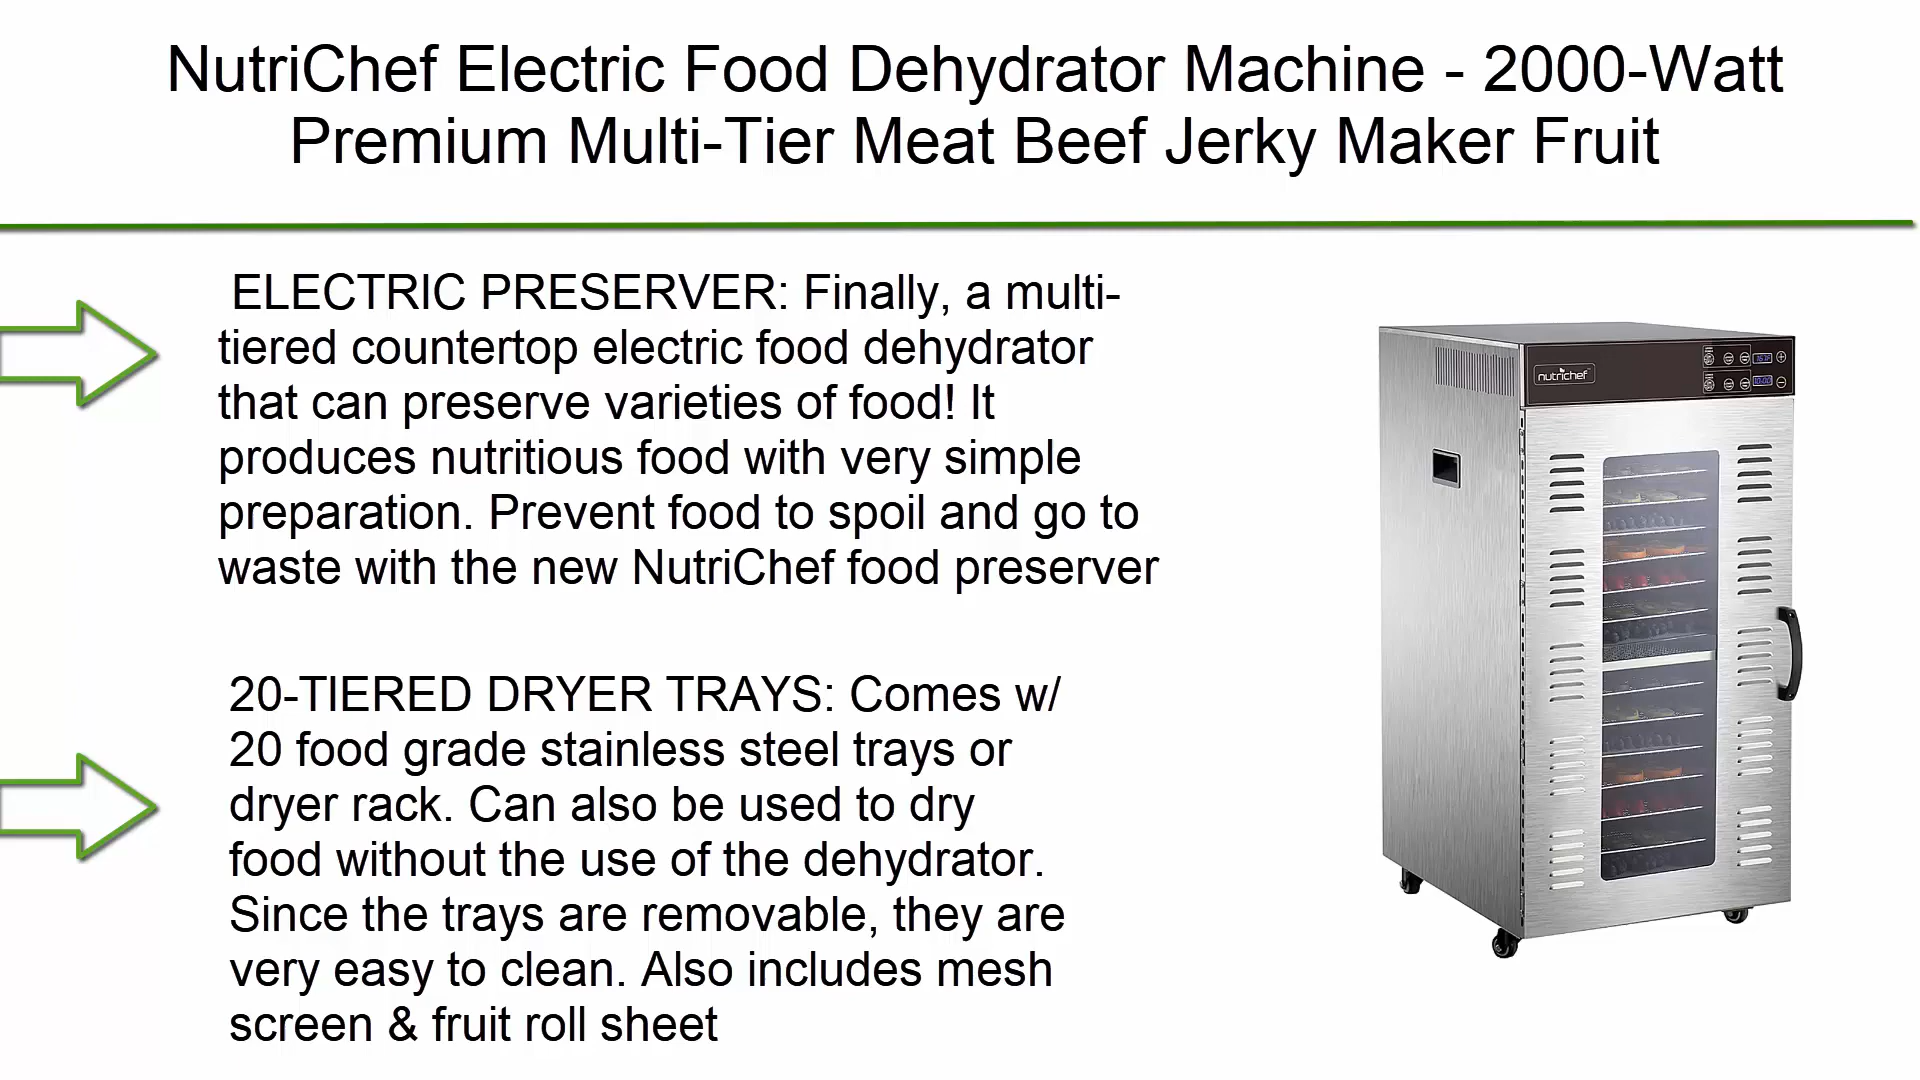 NutriChef Electric Food Dehydrator Machine - 2000-Watt
Premium Multi-Tier Meat Beef Jerky Maker Fruit
ELECTRIC PRESERVER: Finally, a multi-
tiered countertop electric food dehydrator
that can preserve varieties of food! It
produces nutritious food with very simple
preparation. Prevent food to spoil and go to
waste with the new NutriChef food preserver
20-TIERED DRYER TRAYS: Comes w/
20 food grade stainless steel trays or
dryer rack. Can also be used to dry
food without the use of the dehydrator.
Since the trays are removable, they are
very easy to clean. Also includes mesh
screen & fruit roll sheet
nutrichef